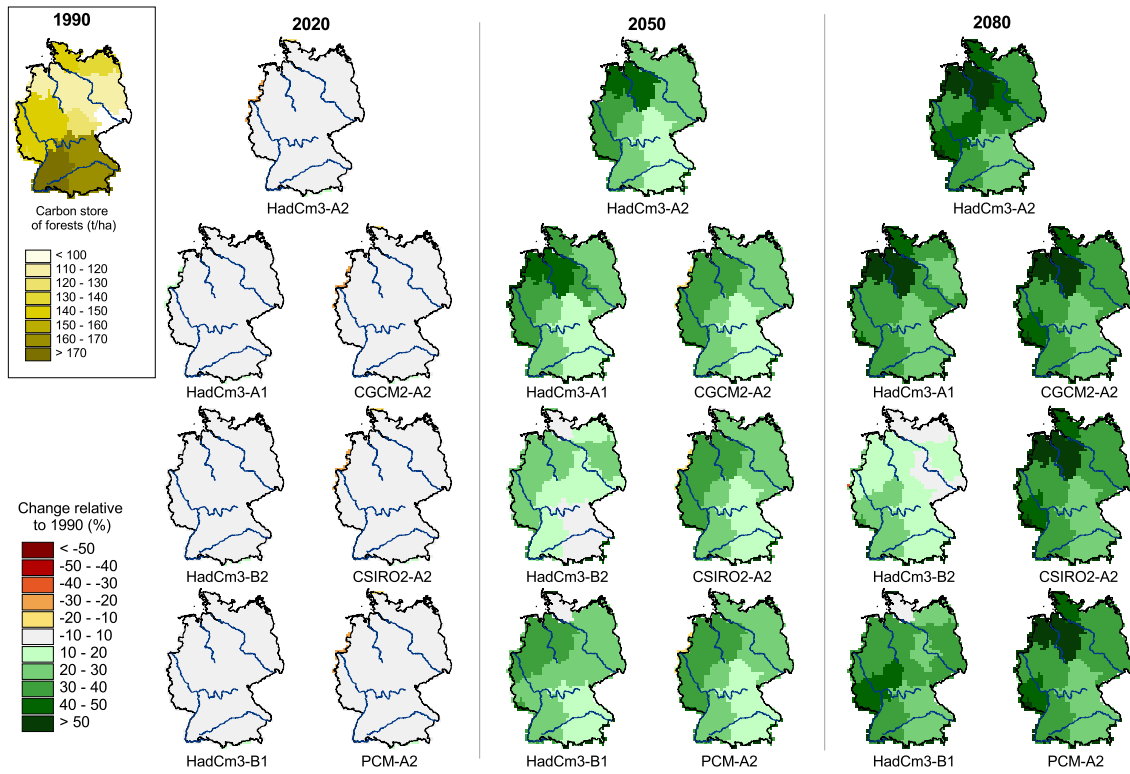 1990
2020
2050
2080
HadCm3-A2
HadCm3-A2
HadCm3-A2
Carbon store
of forests (t/ha)
< 100
110 - 120
120 - 130
130 - 140
140 - 150
150 - 160
160 - 170
> 170
HadCm3-A1
CGCM2-A2
HadCm3-A1
CGCM2-A2
HadCm3-A1
CGCM2-A2
HadCm3-B2
CSIRO2-A2
HadCm3-B2
CSIRO2-A2
HadCm3-B2
CSIRO2-A2
Change relative
to 1990 (%)
< -50
-50 - -40
-40 - -30
-30 - -20
-20 - -10
-10 - 10
10 - 20
20 - 30
30 - 40
40 - 50
> 50
HadCm3-B1
PCM-A2
HadCm3-B1
PCM-A2
HadCm3-B1
PCM-A2